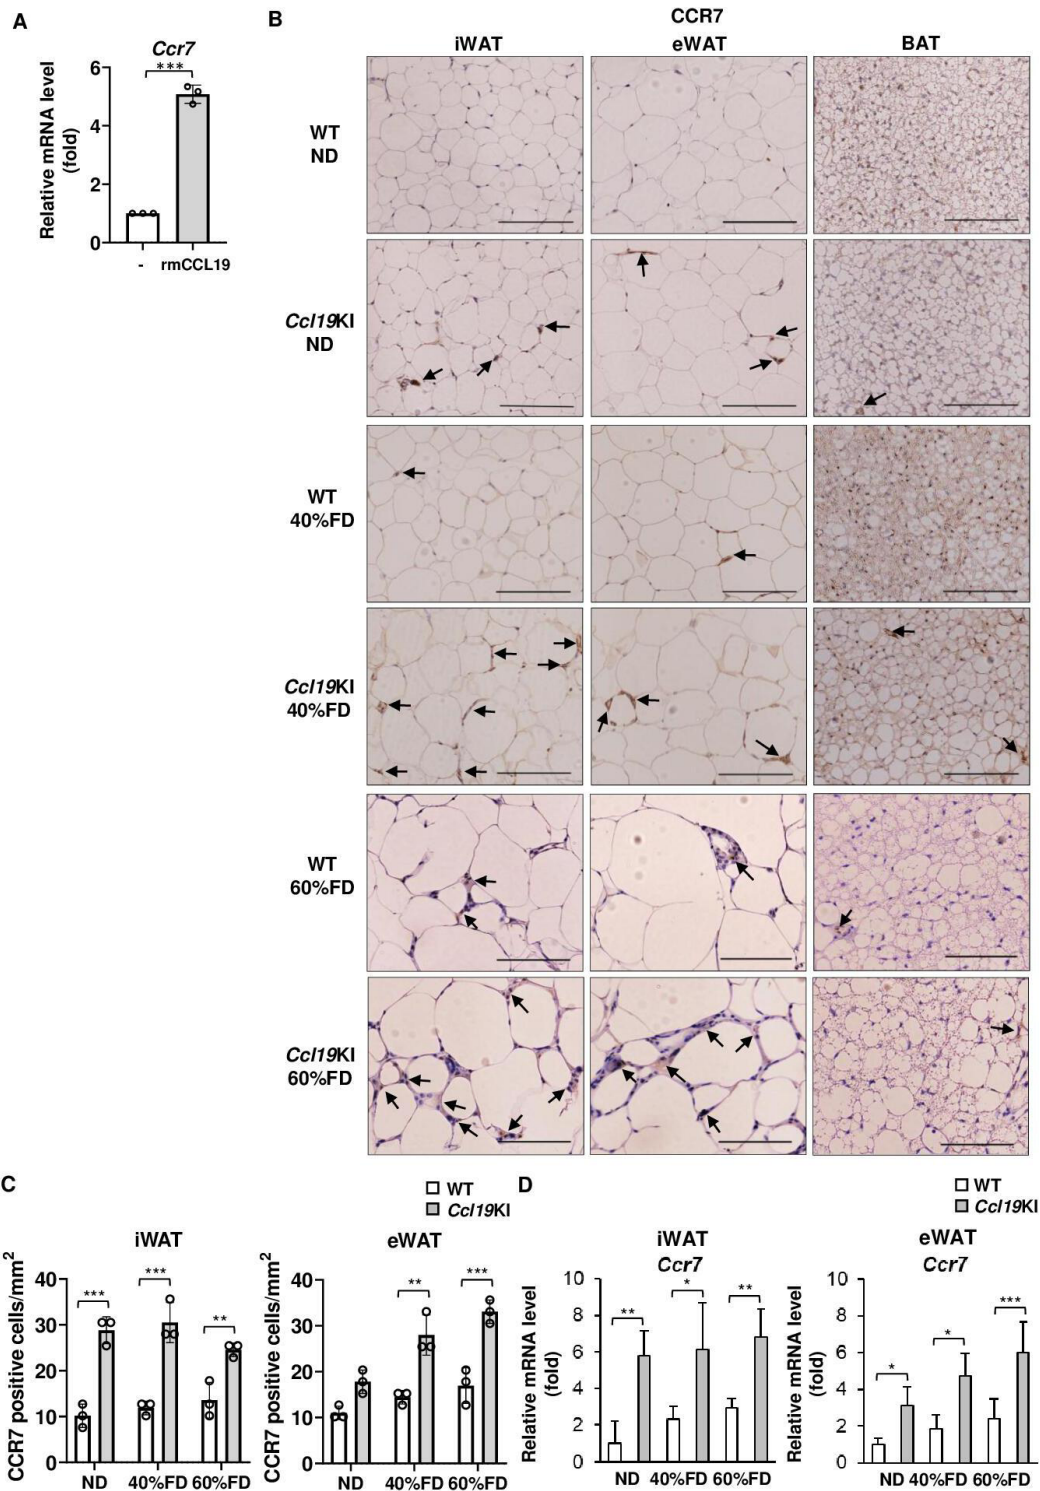 A
Ccr7
***
Relative mRNA level
(fold)
6
4
2
0
-
rmCCL19
B
CCR7
iWAT
eWAT
BAT
WT
ND
Ccl19KI
ND
WT
40%FD
Ccl19KI
40%FD
WT
60%FD
Ccl19KI
60%FD
C
WT
Ccl19KI
iWAT
CCR7 positive cells/mm2
40
30
20
10
0
***
***
**
ND
40%FD
60%FD
eWAT
CCR7 positive cells/mm2
40
30
20
10
0
**
***
ND
40%FD
60%FD
D
WT
Ccl19KI
iWAT
Ccr7
Relative mRNA level
(fold)
10
8
6
4
2
0
**
*
**
ND
40%FD
60%FD
eWAT
Ccr7
Relative mRNA level
(fold)
10
8
6
4
2
0
*
*
***
ND
40%FD
60%FD